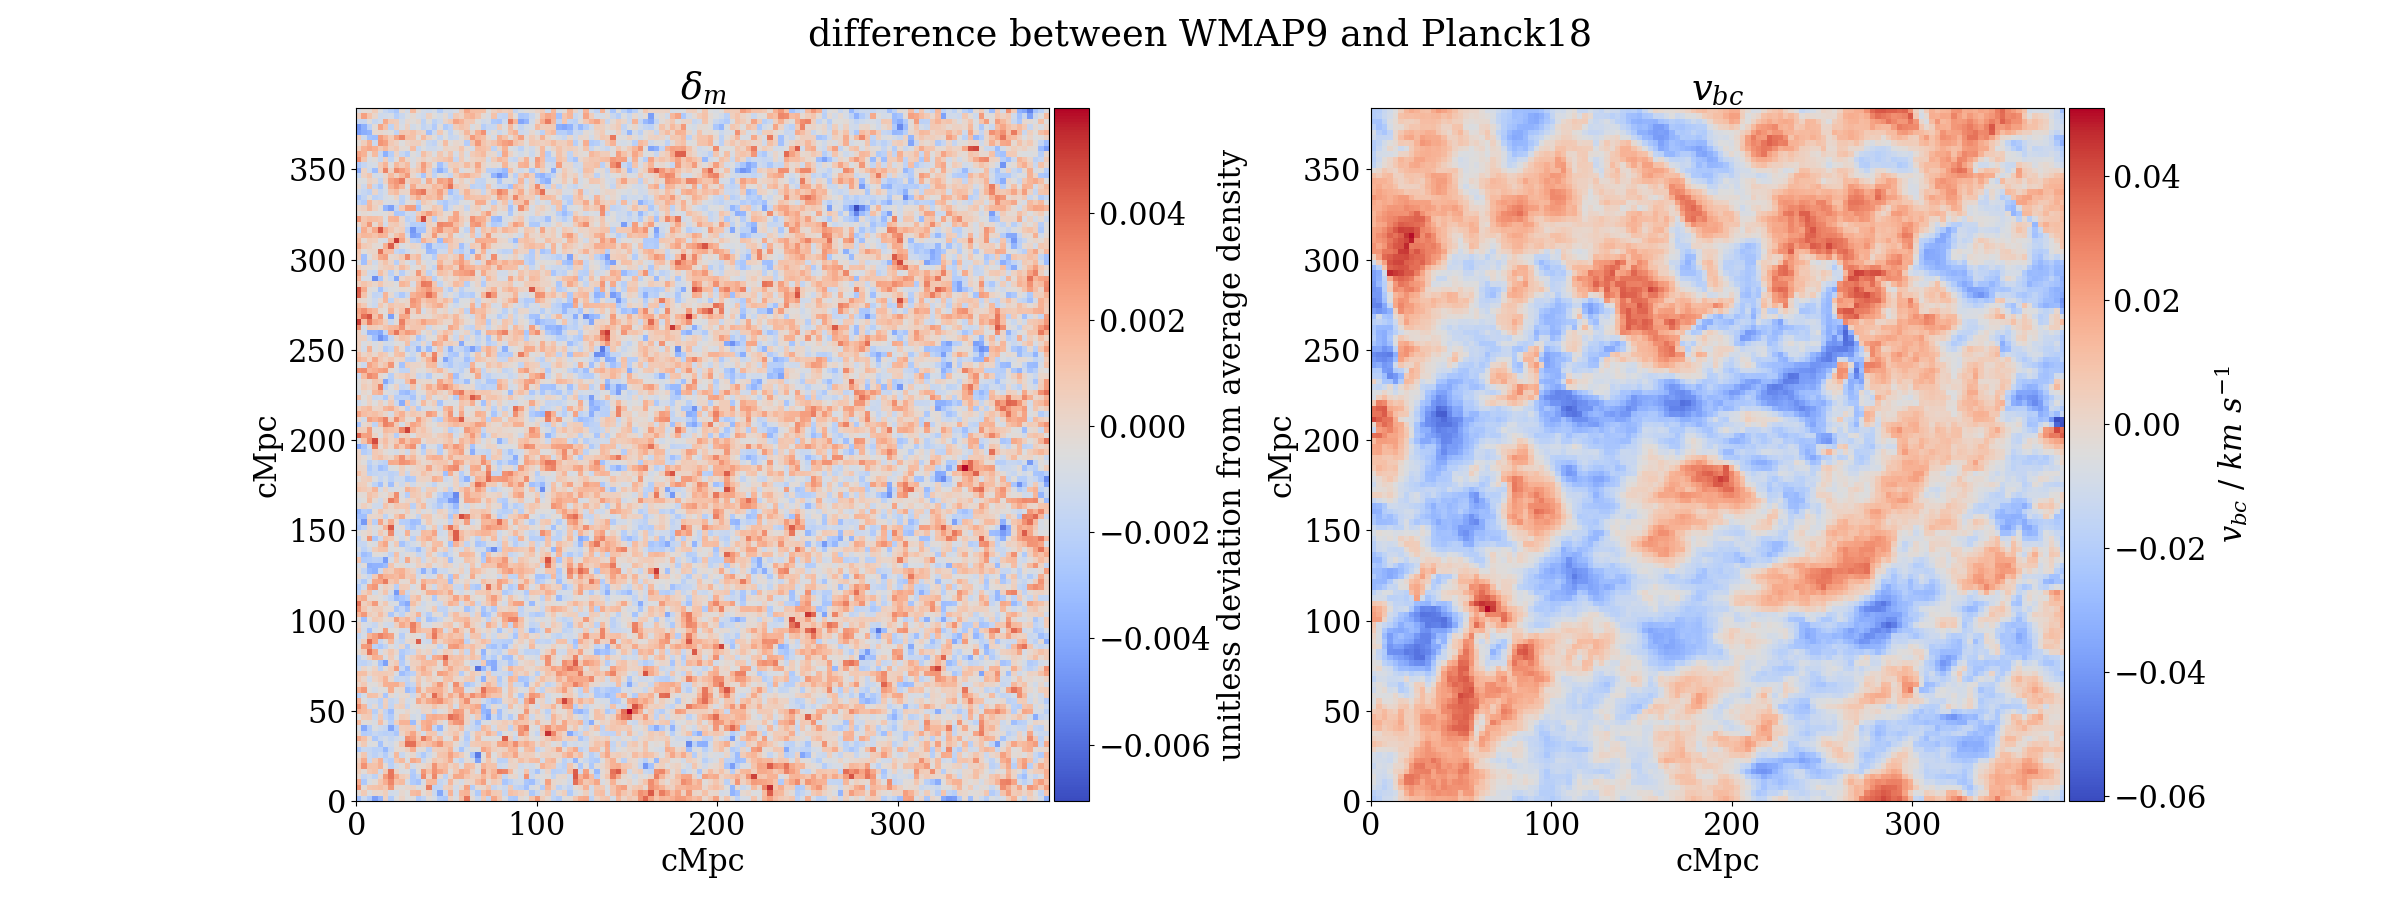 difference between WMAP9 and Planck18
δₘ
350
300
250
200
150
100
50
0
0 100 200 300
cMpc
cMpc
0.004
0.002
0.000
−0.002
−0.004
−0.006
unitless deviation from average density
v_bc
350
300
250
200
150
100
50
0
0 100 200 300
cMpc
cMpc
0.04
0.02
0.00
−0.02
−0.04
−0.06
v_bc / km s⁻¹